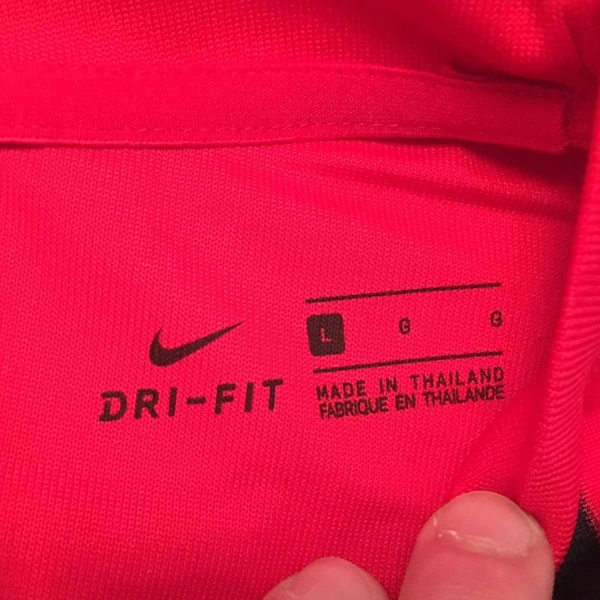 DRI-FIT
L G G
MADE IN THAILAND
FABRIQUE EN THAILANDE